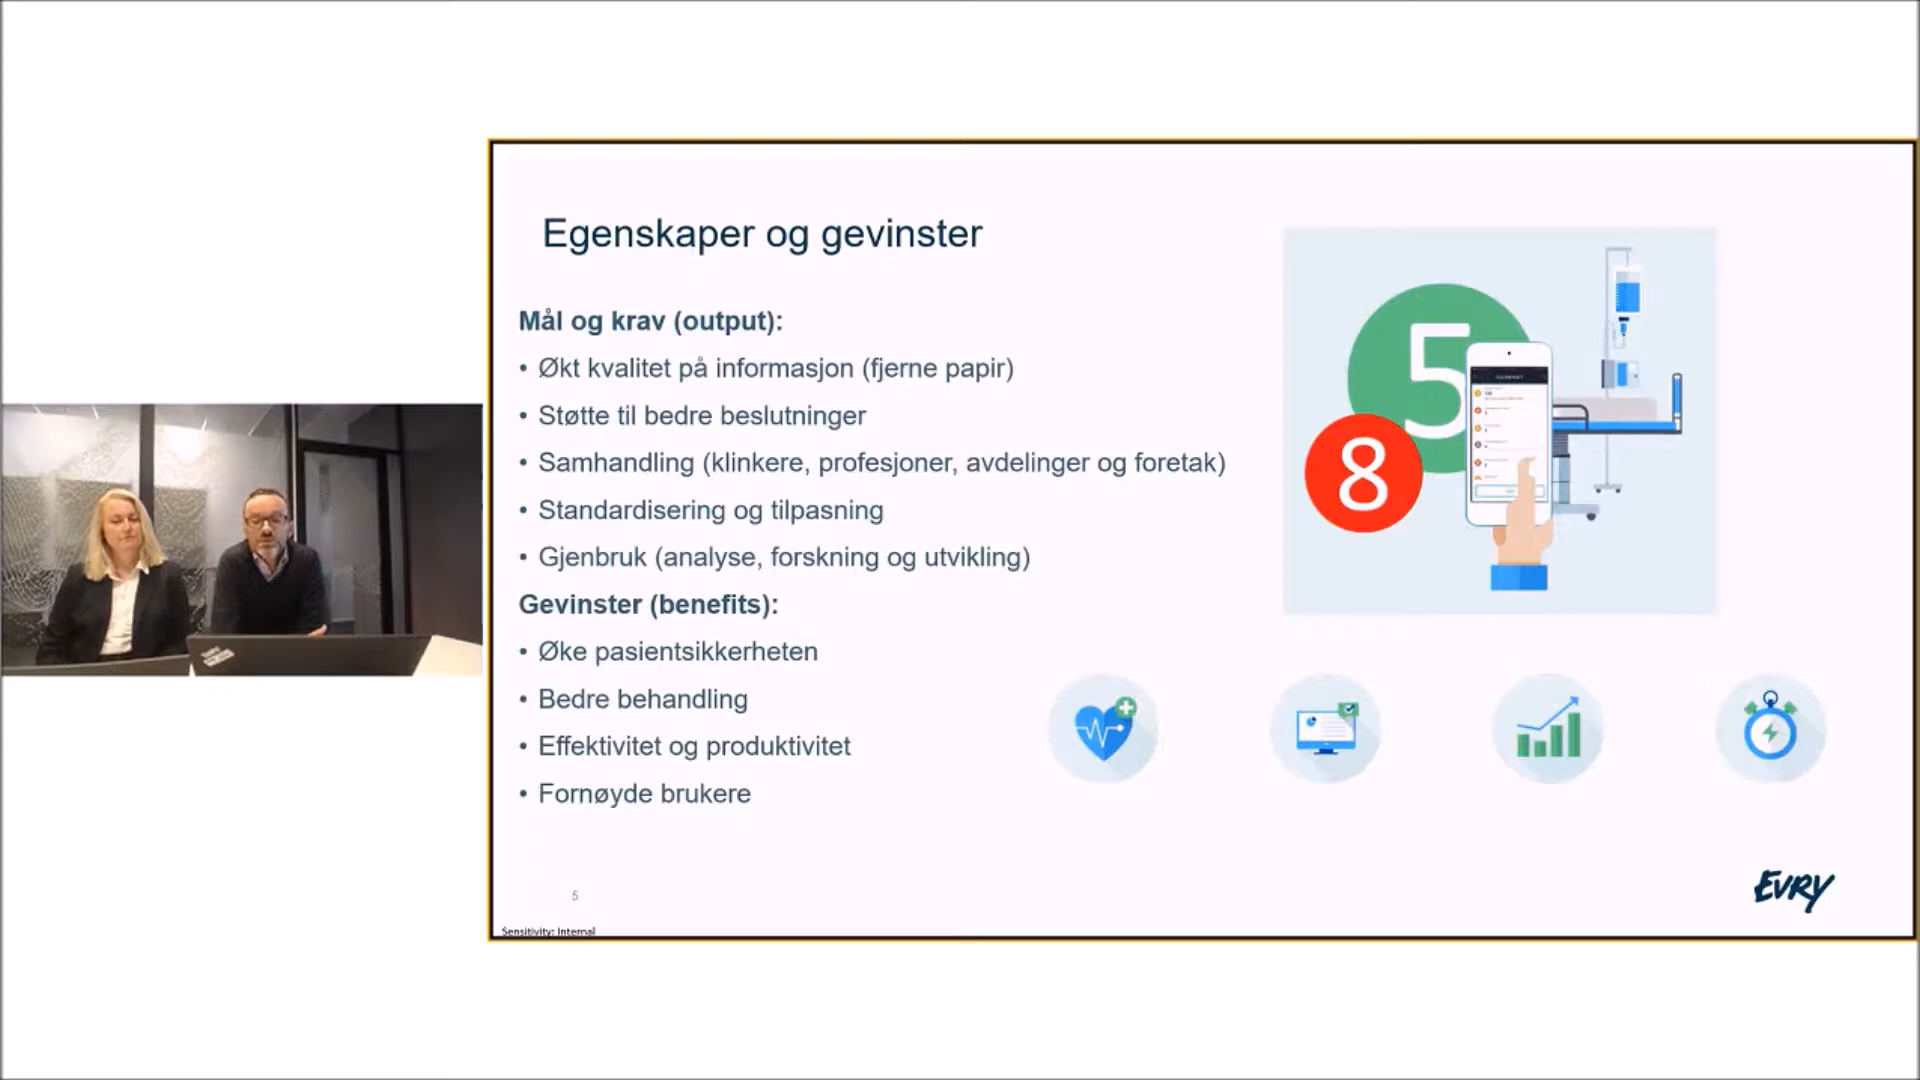 Egenskaper og gevinster
Mål og krav (output):
• Økt kvalitet på informasjon (fjerne papir)
• Støtte til bedre beslutninger
• Samhandling (klinkere, profesjoner, avdelinger og foretak)
• Standardisering og tilpasning
• Gjenbruk (analyse, forskning og utvikling)
Gevinster (benefits):
• Øke pasientsikkerheten
• Bedre behandling
• Effektivitet og produktivitet
• Fornøyde brukere
5
8
5
EVRY
Sensitivity: Internal